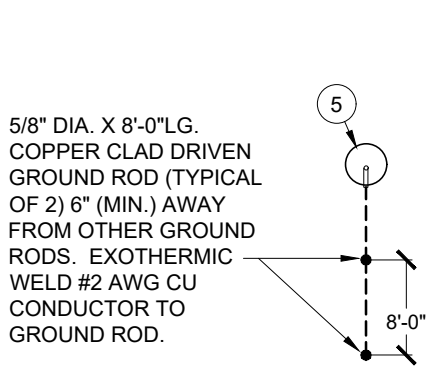 5
5/8" DIA. X 8'-0"LG.
COPPER CLAD DRIVEN
GROUND ROD (TYPICAL
OF 2) 6" (MIN.) AWAY
FROM OTHER GROUND
RODS. EXOTHERMIC
WELD #2 AWG CU
CONDUCTOR TO
GROUND ROD.
8'-0"